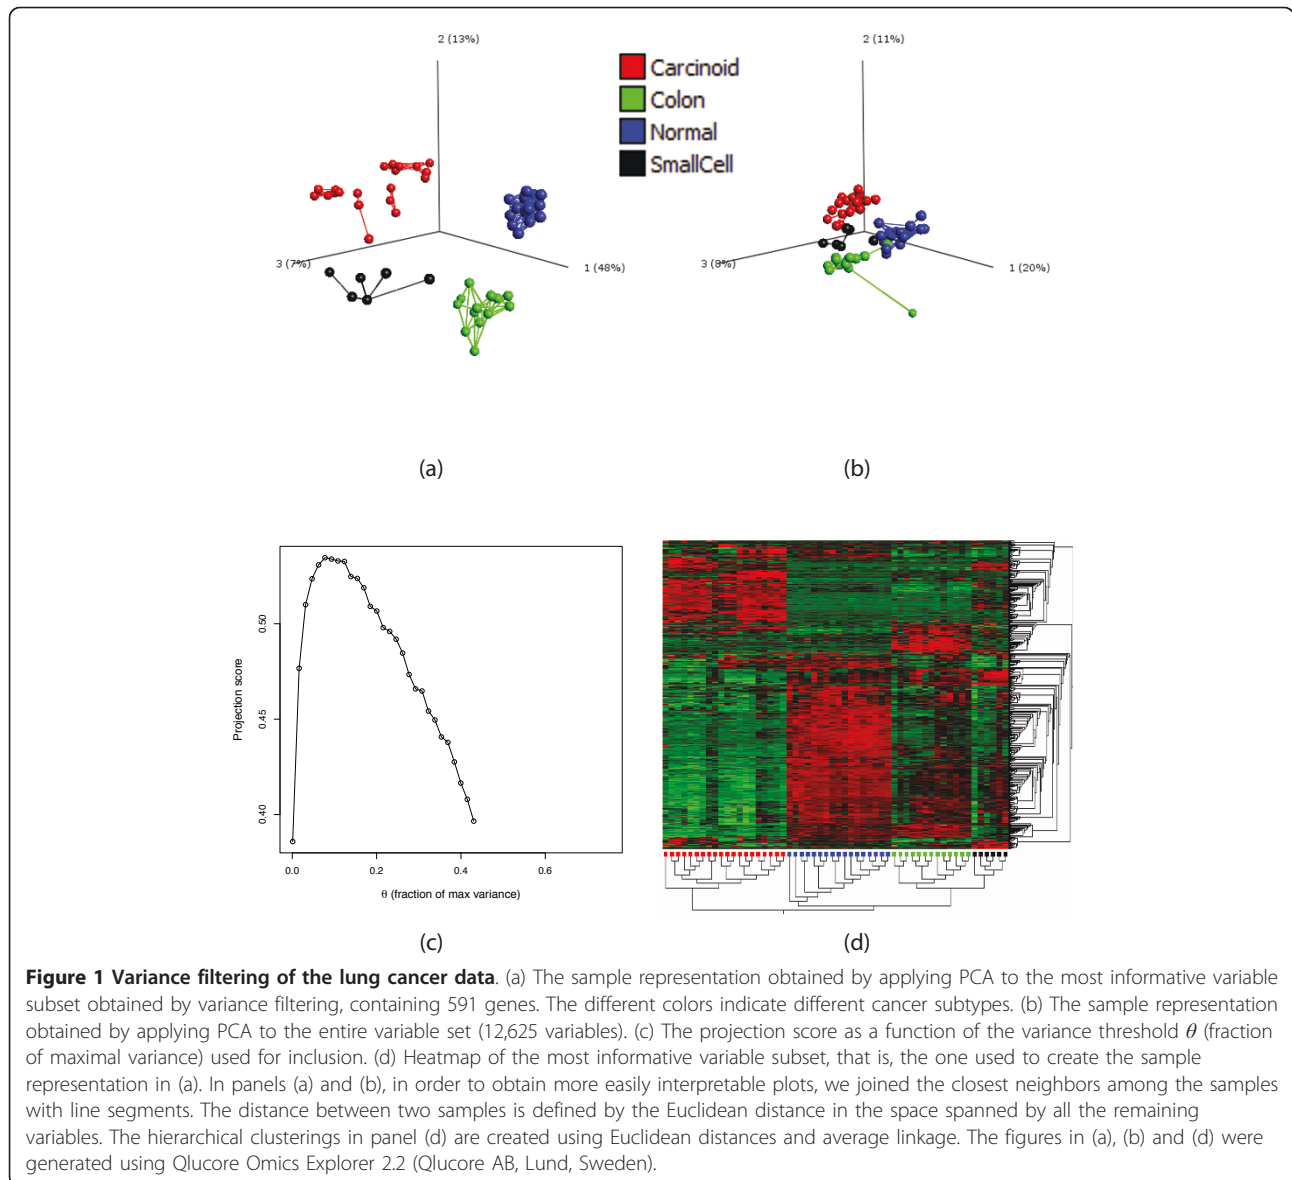 2 (13%)
3 (7%)
1 (48%)
Carcinoid
Colon
Normal
SmallCell
2 (11%)
3 (8%)
1 (20%)
(a)
(b)
Projection score
0.50
0.45
0.40
0.0
0.2
0.4
0.6
θ (fraction of max variance)
(c)
(d)
Figure 1 Variance filtering of the lung cancer data. (a) The sample representation obtained by applying PCA to the most informative variable
subset obtained by variance filtering, containing 591 genes. The different colors indicate different cancer subtypes. (b) The sample representation
obtained by applying PCA to the entire variable set (12,625 variables). (c) The projection score as a function of the variance threshold θ (fraction
of maximal variance) used for inclusion. (d) Heatmap of the most informative variable subset, that is, the one used to create the sample
representation in (a). In panels (a) and (b), in order to obtain more easily interpretable plots, we joined the closest neighbors among the samples
with line segments. The distance between two samples is defined by the Euclidean distance in the space spanned by all the remaining
variables. The hierarchical clusterings in panel (d) are created using Euclidean distances and average linkage. The figures in (a), (b) and (d) were
generated using Qlucore Omics Explorer 2.2 (Qlucore AB, Lund, Sweden).